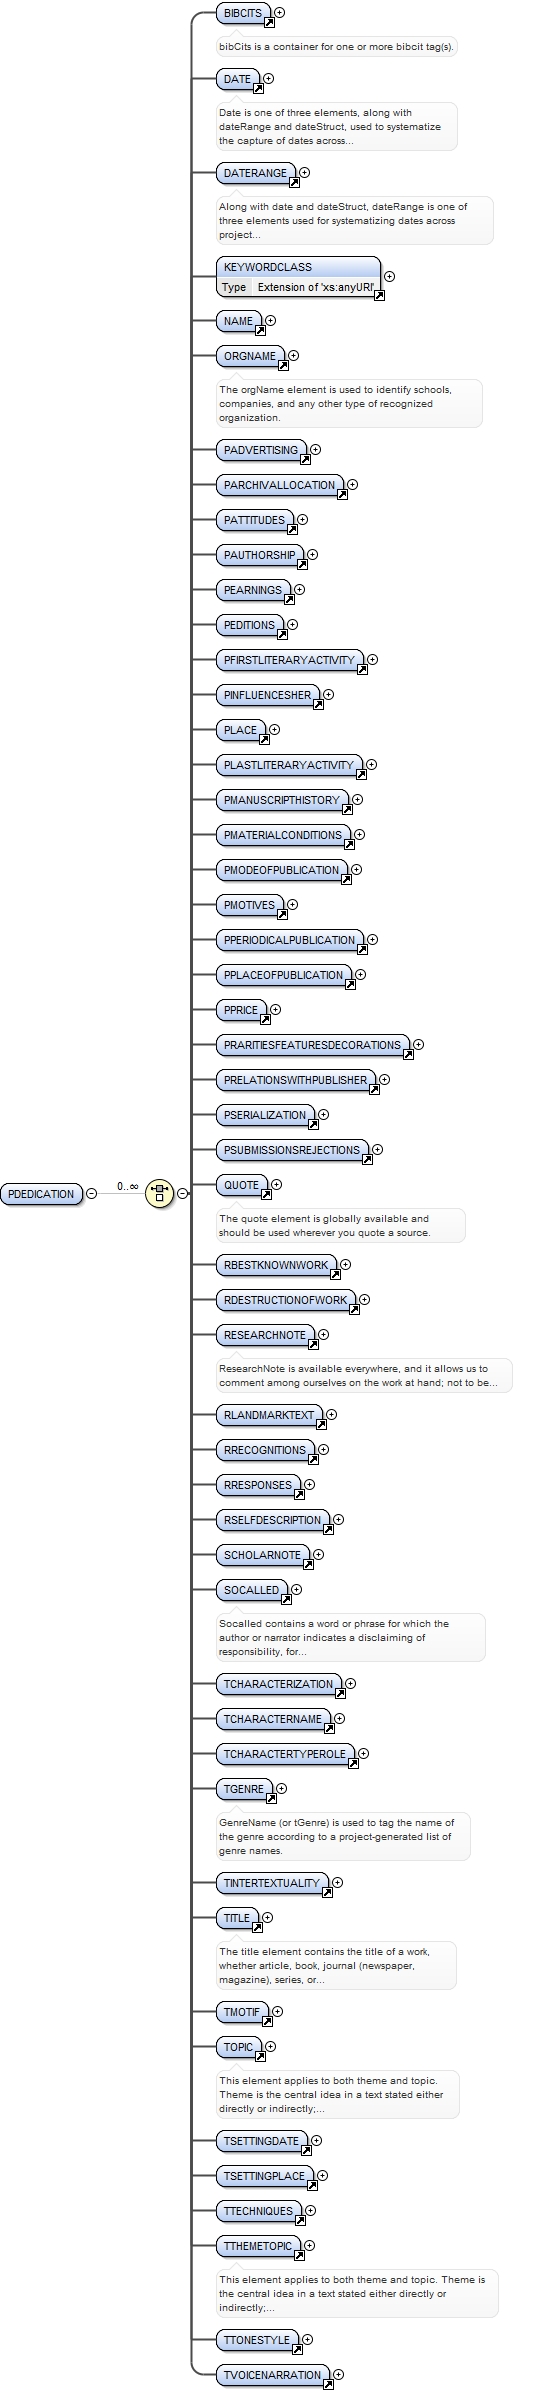 BIBCITS
bibCits is a container for one or more bibcit tag(s).
DATE
Date is one of three elements, along with
dateRange and dateStruct, used to systematize
the capture of dates across...
DATERANGE
Along with date and dateStruct, dateRange is one of
three elements used for systematizing dates across
project...
KEYWORDCLASS
Type Extension of 'xs:anyURI'
NAME
ORGNAME
The orgName element is used to identify schools,
companies, and any other type of recognized
organization.
PADVERTISING
PARCHIVALLOCATION
PATTITUDES
PAUTHORSHIP
PEARNINGS
PEDITIONS
PFIRSTLITERARYACTIVITY
PINFLUENCESHER
PLACE
PLASTLITERARYACTIVITY
PMANUSCRIPTHISTORY
PMATERIALCONDITIONS
PMODEOFPUBLICATION
PMOTIVES
PPERIODICALPUBLICATION
PPLACEOFPUBLICATION
PPRICE
PRARITIESFEATURESDECORATIONS
PRELATIONSWITHPUBLISHER
PSERIALIZATION
PSUBMISSIONSREJECTIONS
PDEDICATION 0..∞
QUOTE
The quote element is globally available and
should be used wherever you quote a source.
RBESTKNOWNWORK
RDESTRUCTIONOFWORK
RESEARCHNOTE
ResearchNote is available everywhere, and it allows us to
comment among ourselves on the work at hand; not to be...
RLANDMARKTEXT
RRECOGNITIONS
RRESPONSES
RSELFDESCRIPTION
SCHOLARNOTE
SOCALLED
Socalled contains a word or phrase for which the
author or narrator indicates a disclaiming of
responsibility, for...
TCHARACTERIZATION
TCHARACTERNAME
TCHARACTERTYPEROLE
TGENRE
GenreName (or tGenre) is used to tag the name of
the genre according to a project-generated list of
genre names.
TINTERTEXTUALITY
TITLE
The title element contains the title of a work,
whether article, book, journal (newspaper,
magazine), series, or...
TMOTIF
TOPIC
This element applies to both theme and topic.
Theme is the central idea in a text stated either
directly or indirectly;...
TSETTINGDATE
TSETTINGPLACE
TTECHNIQUES
TTHEMETOPIC
This element applies to both theme and topic. Theme is
the central idea in a text stated either directly or
indirectly;...
TTONESTYLE
TVOICENARRATION